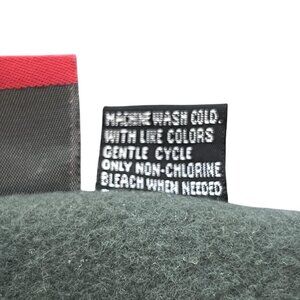 MACHINE WASH COLD.
WITH LIKE COLORS
GENTLE CYCLE
ONLY NON-CHLORINE
BLEACH WHEN NEEDED